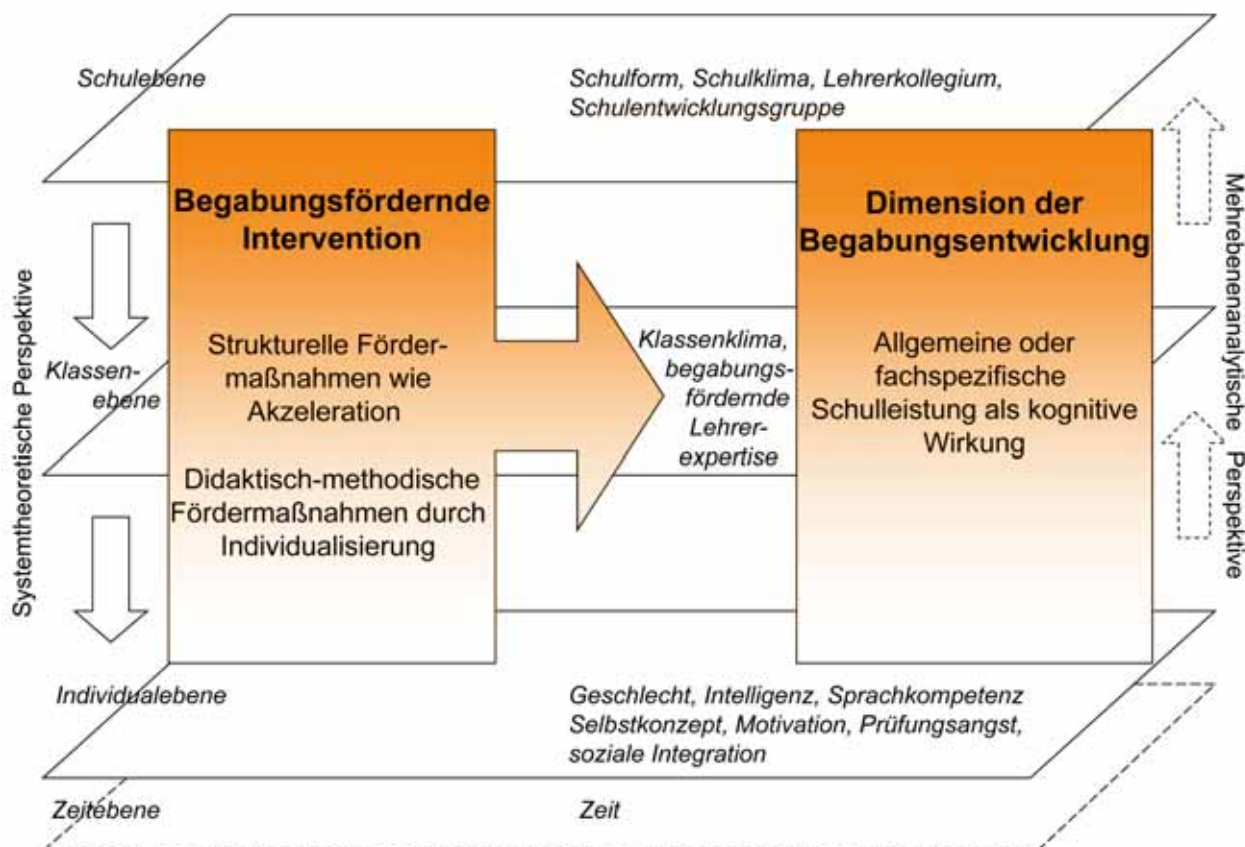 Schulebene
Schulform, Schulklima, Lehrerkollegium,
Schulentwicklungsgruppe
Begabungsfördernde
Intervention
Dimension der
Begabungsentwicklung
Systemtheoretische Perspektive
Mehrebenenanalytische Perspektive
Strukturelle Förder-
maßnahmen wie
Akzeleration
Didaktisch-methodische
Fördermaßnahmen durch
Individualisierung
Klassen-
ebene
Klassenklima,
begabungs-
fördernde
Lehrer-
expertise
Allgemeine oder
fachspezifische
Schulleistung als kognitive
Wirkung
Individualebene
Geschlecht, Intelligenz, Sprachkompetenz
Selbstkonzept, Motivation, Prüfungsangst,
soziale Integration
Zeitebene
Zeit